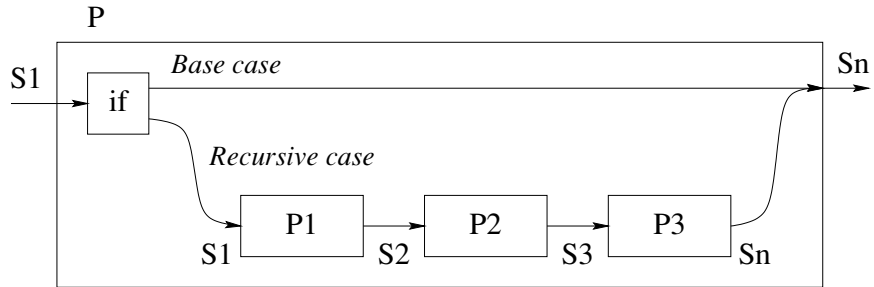 P
S1
if
Base case
Sn
Recursive case
P1
P2
P3
S1
S2
S3
Sn